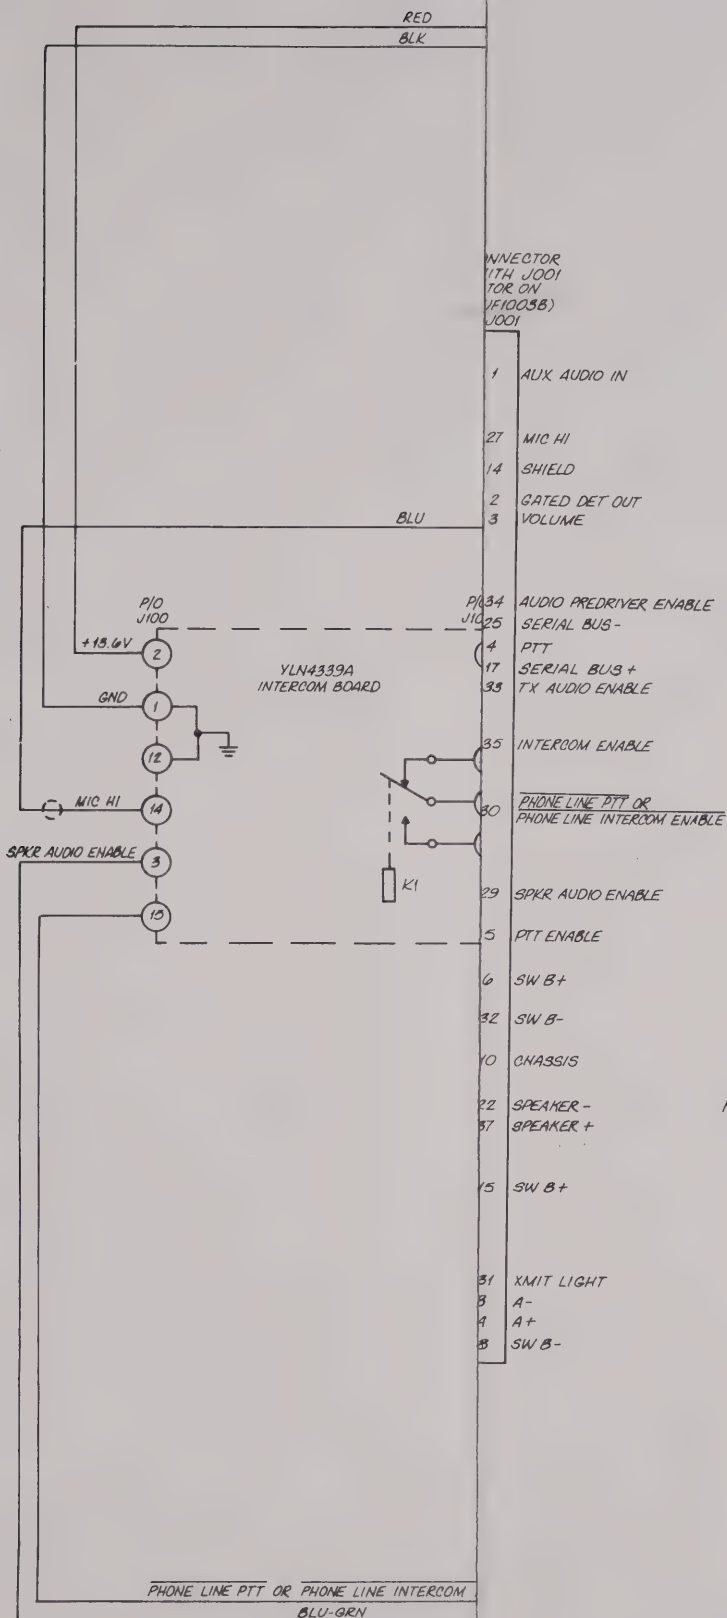 RED
BLK
NNECTOR
ITH J001
TOR ON
F1003B)
J001
1 AUX AUDIO IN
27 MIC HI
14 SHIELD
2 GATED DET OUT
BLU
3 VOLUME
P/O
J100
34 AUDIO PREDRIVER ENABLE
25 SERIAL BUS-
+13.6V
2
4 PTT
YLN4339A
INTERCOM BOARD
17 SERIAL BUS+
33 TX AUDIO ENABLE
GND
1
35 INTERCOM ENABLE
12
MIC HI
14
30 PHONE LINE PTT OR
PHONE LINE INTERCOM ENABLE
SPKR AUDIO ENABLE
3
K1
29 SPKR AUDIO ENABLE
15
5 PTT ENABLE
6 SW B+
32 SW B-
10 CHASSIS
22 SPEAKER-
37 SPEAKER+
15 SW B+
31 XMIT LIGHT
A-
A+
SW B-
PHONE LINE PTT OR PHONE LINE INTERCOM
BLU-GRN